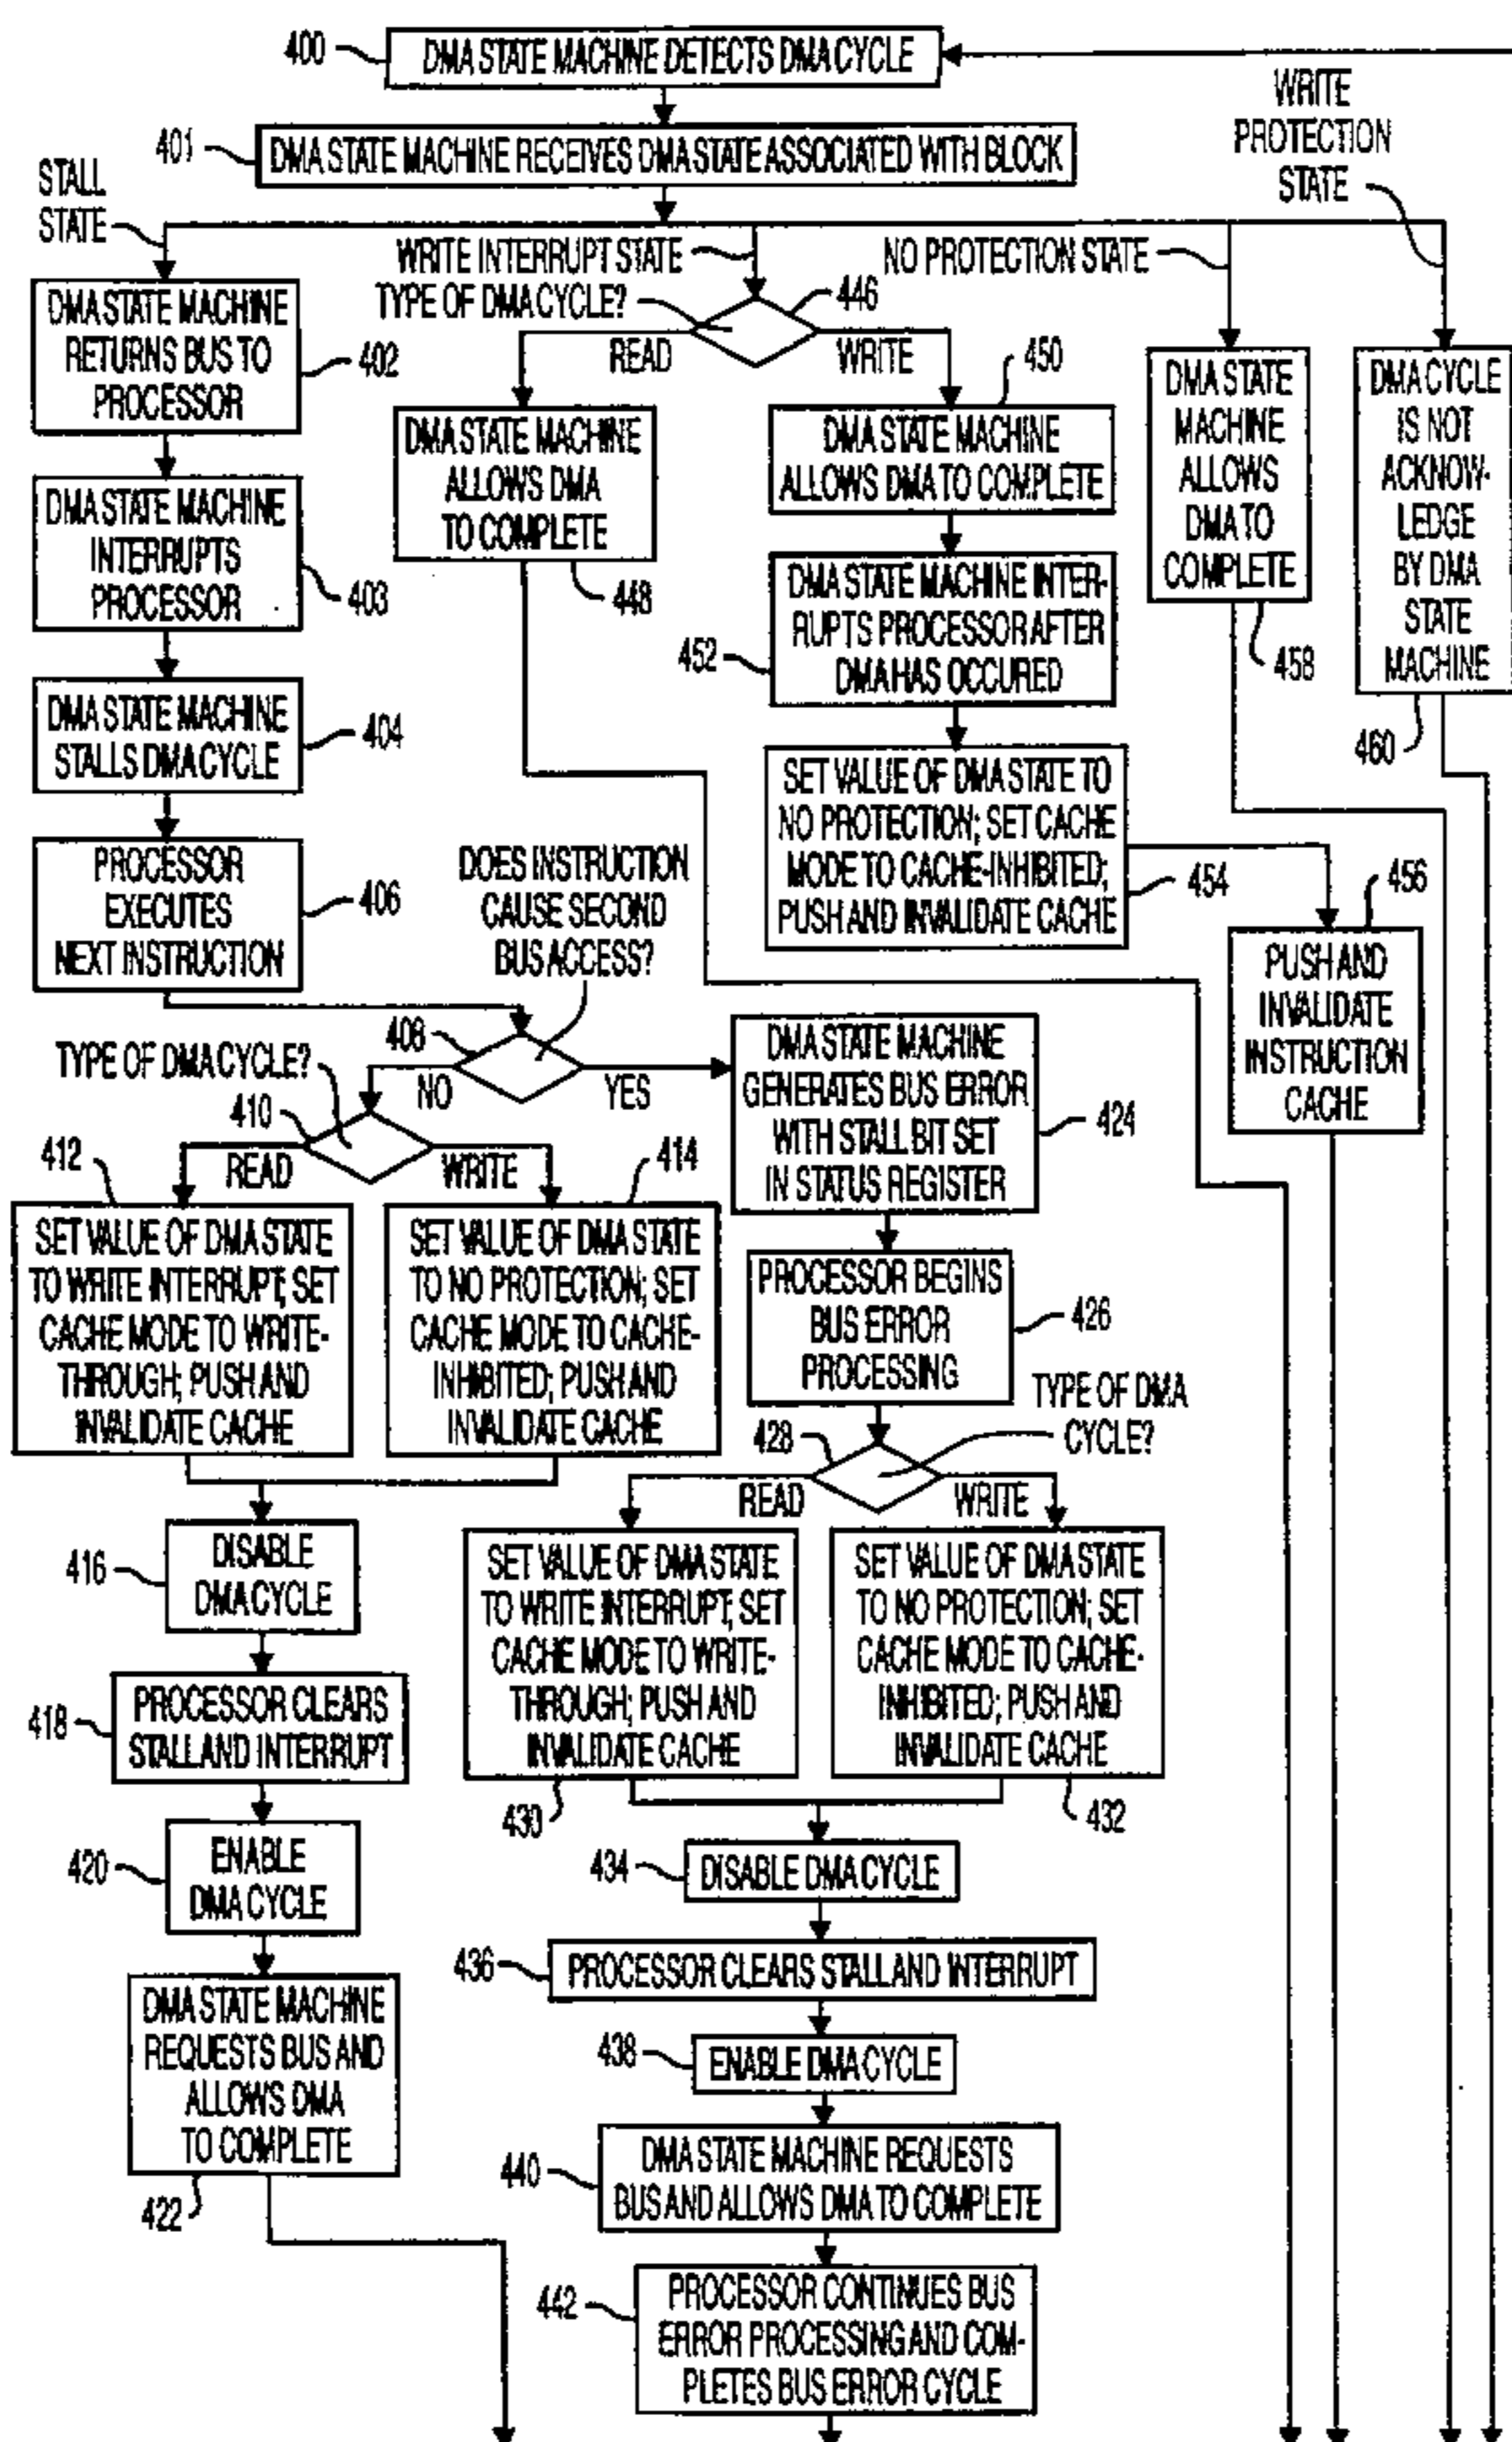 400
DMA STATE MACHINE DETECTS DMA CYCLE
WRITE
PROTECTION
STATE
401
DMA STATE MACHINE RECEIVES DMA STATE ASSOCIATED WITH BLOCK
STALL
STATE
WRITE INTERRUPT STATE
NO PROTECTION STATE
TYPE OF DMA CYCLE?
446
READ
WRITE
DMA STATE MACHINE
RETURNS BUS TO
PROCESSOR
402
DMA STATE MACHINE
INTERRUPTS
PROCESSOR
403
DMA STATE MACHINE
STALLS DMA CYCLE
404
PROCESSOR
EXECUTES
NEXT INSTRUCTION
406
DMA STATE MACHINE
ALLOWS DMA
TO COMPLETE
448
450
DMA STATE MACHINE
ALLOWS DMA TO COMPLETE
452
DMA STATE MACHINE INTER-
RUPTS PROCESSOR AFTER
DMA HAS OCCURED
SET VALUE OF DMA STATE TO
NO PROTECTION; SET CACHE
MODE TO CACHE-INHIBITED;
PUSH AND INVALIDATE CACHE
454
456
PUSH AND
INVALIDATE
INSTRUCTION
CACHE
DMA STATE
MACHINE
ALLOWS
DMA TO
COMPLETE
458
DMA CYCLE
IS NOT
ACKNOW-
LEDGE
BY DMA
STATE
MACHINE
460
DOES INSTRUCTION
CAUSE SECOND
BUS ACCESS?
408
NO
YES
TYPE OF DMA CYCLE?
410
READ
WRITE
412
SET VALUE OF DMA STATE
TO WRITE INTERRUPT; SET
CACHE MODE TO WRITE-
THROUGH; PUSH AND
INVALIDATE CACHE
414
SET VALUE OF DMA STATE
TO NO PROTECTION; SET
CACHE MODE TO CACHE-
INHIBITED; PUSH AND
INVALIDATE CACHE
416
DISABLE
DMA CYCLE
418
PROCESSOR CLEARS
STALL AND INTERRUPT
420
ENABLE
DMA CYCLE
DMA STATE MACHINE
REQUESTS BUS AND
ALLOWS DMA
TO COMPLETE
422
DMA STATE MACHINE
GENERATES BUS ERROR
WITH STALL BIT SET
IN STATUS REGISTER
424
PROCESSOR BEGINS
BUS ERROR
PROCESSING
426
TYPE OF DMA
CYCLE?
428
READ
WRITE
SET VALUE OF DMA STATE
TO WRITE INTERRUPT; SET
CACHE MODE TO WRITE-
THROUGH; PUSH AND
INVALIDATE CACHE
430
SET VALUE OF DMA STATE
TO NO PROTECTION; SET
CACHE MODE TO CACHE-
INHIBITED; PUSH AND
INVALIDATE CACHE
432
434
DISABLE DMA CYCLE
436
PROCESSOR CLEARS STALL AND INTERRUPT
438
ENABLE DMA CYCLE
440
DMA STATE MACHINE REQUESTS
BUS AND ALLOWS DMA TO COMPLETE
442
PROCESSOR CONTINUES BUS
ERROR PROCESSING AND COM-
PLETES BUS ERROR CYCLE